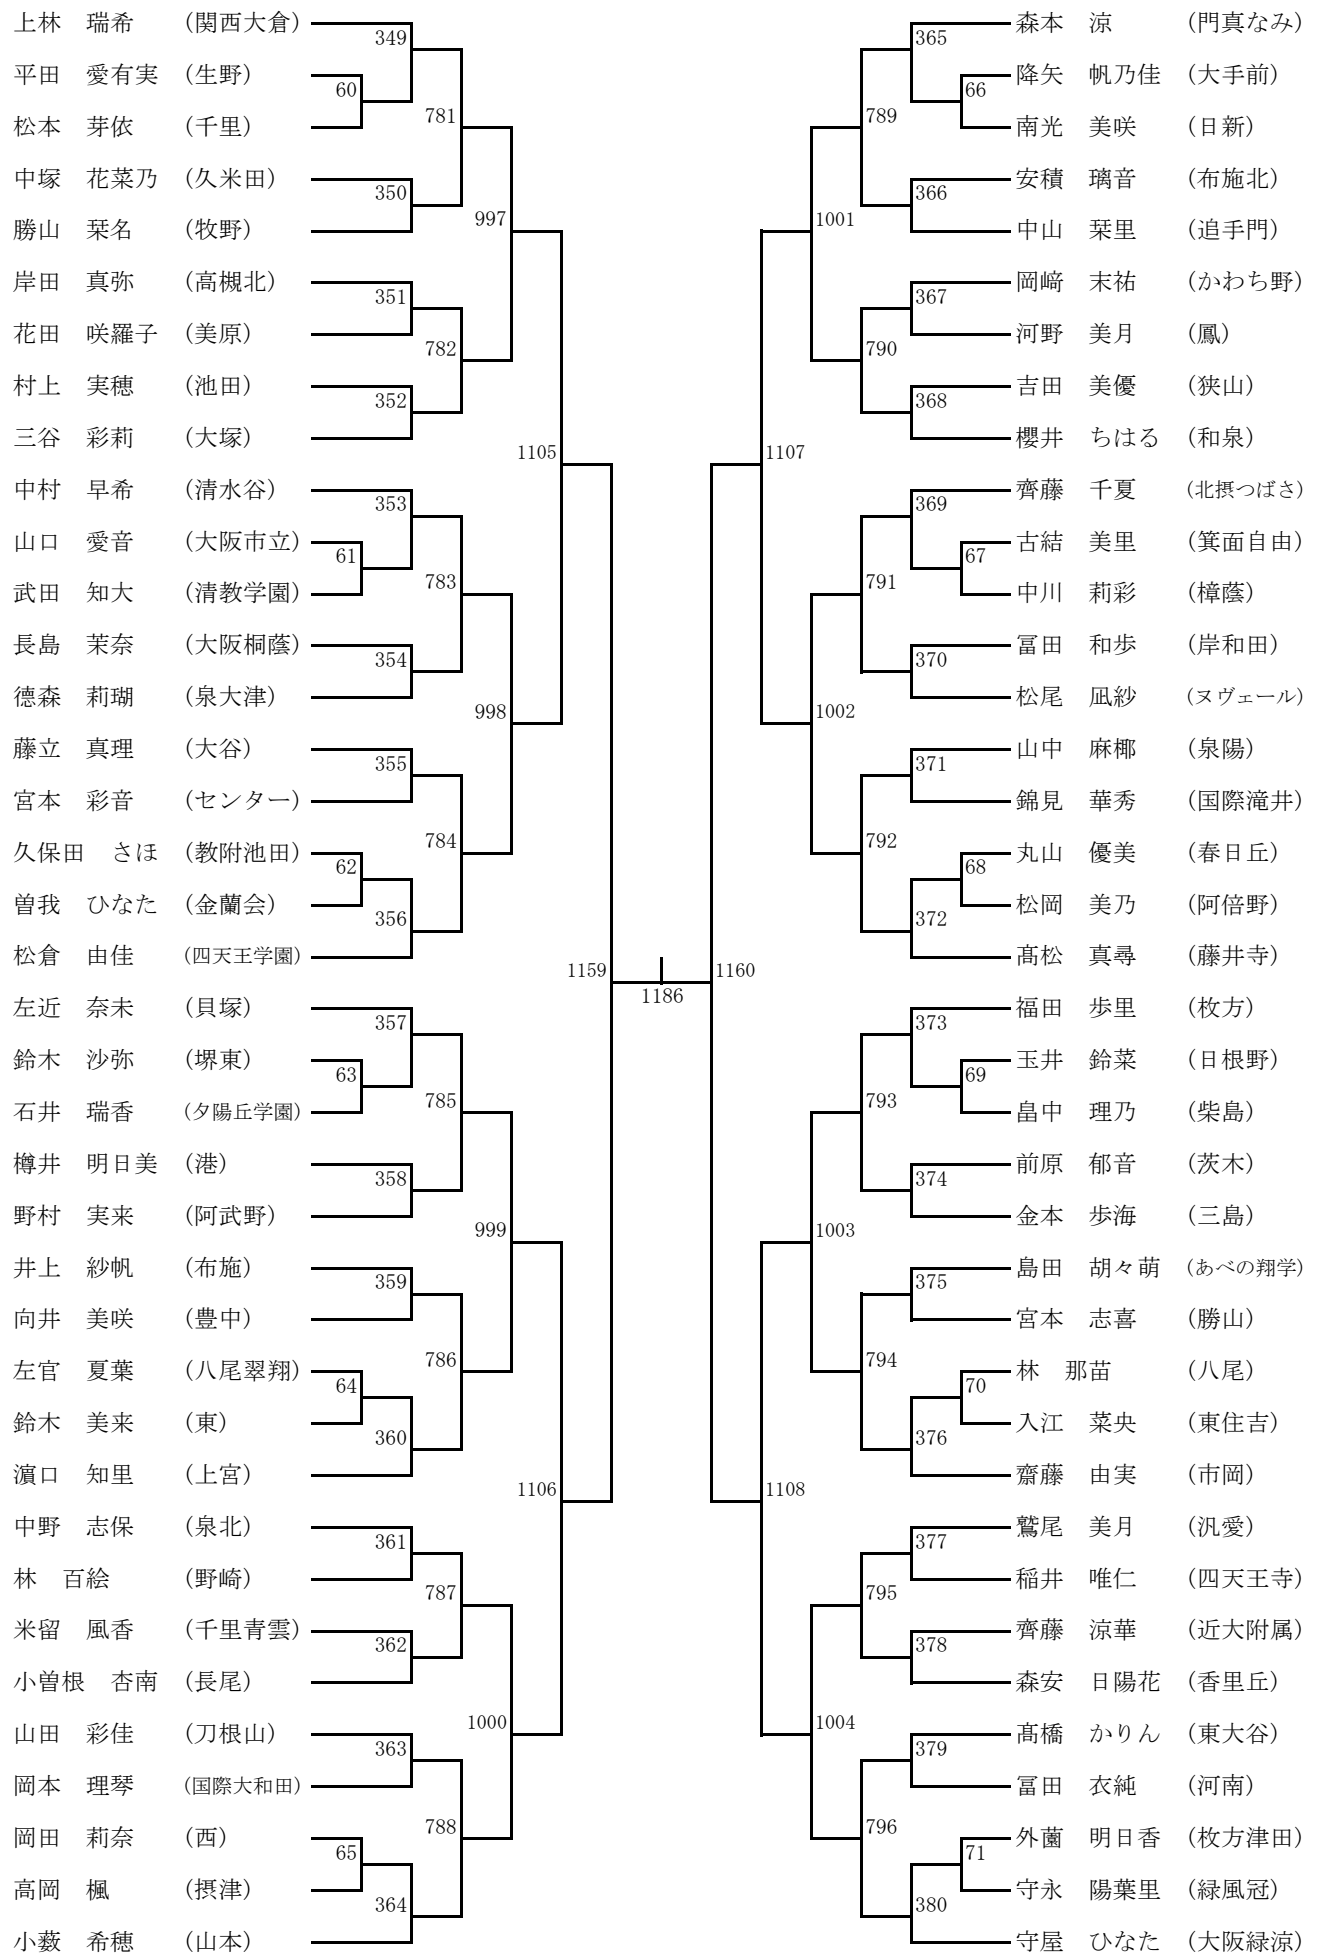 上林　瑞希　（関西大倉）
349
平田　愛有実　（生野）
60
松本　芽依　（千里）
781
中塚　花菜乃　（久米田）
350
勝山　栞名　（牧野）
997
岸田　真弥　（高槻北）
351
花田　咲羅子　（美原）
782
村上　実穂　（池田）
352
三谷　彩莉　（大塚）
1105
中村　早希　（清水谷）
353
山口　愛音　（大阪市立）
61
武田　知大　（清教学園）
783
長島　茉奈　（大阪桐蔭）
354
德森　莉瑚　（泉大津）
998
藤立　真理　（大谷）
355
宮本　彩音　（センター）
784
久保田　さほ　（教附池田）
62
曽我　ひなた　（金蘭会）
356
松倉　由佳　（四天王学園）
1159
左近　奈未　（貝塚）
357
鈴木　沙弥　（堺東）
63
石井　瑞香　（夕陽丘学園）
785
樽井　明日美　（港）
358
野村　実来　（阿武野）
999
井上　紗帆　（布施）
359
向井　美咲　（豊中）
786
左官　夏葉　（八尾翠翔）
64
鈴木　美来　（東）
360
濵口　知里　（上宮）
1106
中野　志保　（泉北）
361
林　百絵　（野崎）
787
米留　風香　（千里青雲）
362
小曽根　杏南　（長尾）
1000
山田　彩佳　（刀根山）
363
岡本　理琴　（国際大和田）
788
岡田　莉奈　（西）
65
高岡　楓　（摂津）
364
小薮　希穂　（山本）
1186
森本　涼　（門真なみ）
365
降矢　帆乃佳　（大手前）
66
南光　美咲　（日新）
789
安積　璃音　（布施北）
366
中山　栞里　（追手門）
1001
岡﨑　末祐　（かわち野）
367
河野　美月　（鳳）
790
吉田　美優　（狭山）
368
櫻井　ちはる　（和泉）
1107
齊藤　千夏　（北摂つばさ）
369
古結　美里　（箕面自由）
67
中川　莉彩　（樟蔭）
791
冨田　和歩　（岸和田）
370
松尾　凪紗　（ヌヴェール）
1002
山中　麻椰　（泉陽）
371
錦見　華秀　（国際滝井）
792
丸山　優美　（春日丘）
68
松岡　美乃　（阿倍野）
372
髙松　真尋　（藤井寺）
1160
福田　歩里　（枚方）
373
玉井　鈴菜　（日根野）
69
畠中　理乃　（柴島）
793
前原　郁音　（茨木）
374
金本　歩海　（三島）
1003
島田　胡々萌　（あべの翔学）
375
宮本　志喜　（勝山）
794
林　那苗　（八尾）
70
入江　菜央　（東住吉）
376
齋藤　由実　（市岡）
1108
鷲尾　美月　（汎愛）
377
稲井　唯仁　（四天王寺）
795
齊藤　涼華　（近大附属）
378
森安　日陽花　（香里丘）
1004
髙橋　かりん　（東大谷）
379
冨田　衣純　（河南）
796
外薗　明日香　（枚方津田）
71
守永　陽葉里　（緑風冠）
380
守屋　ひなた　（大阪緑涼）